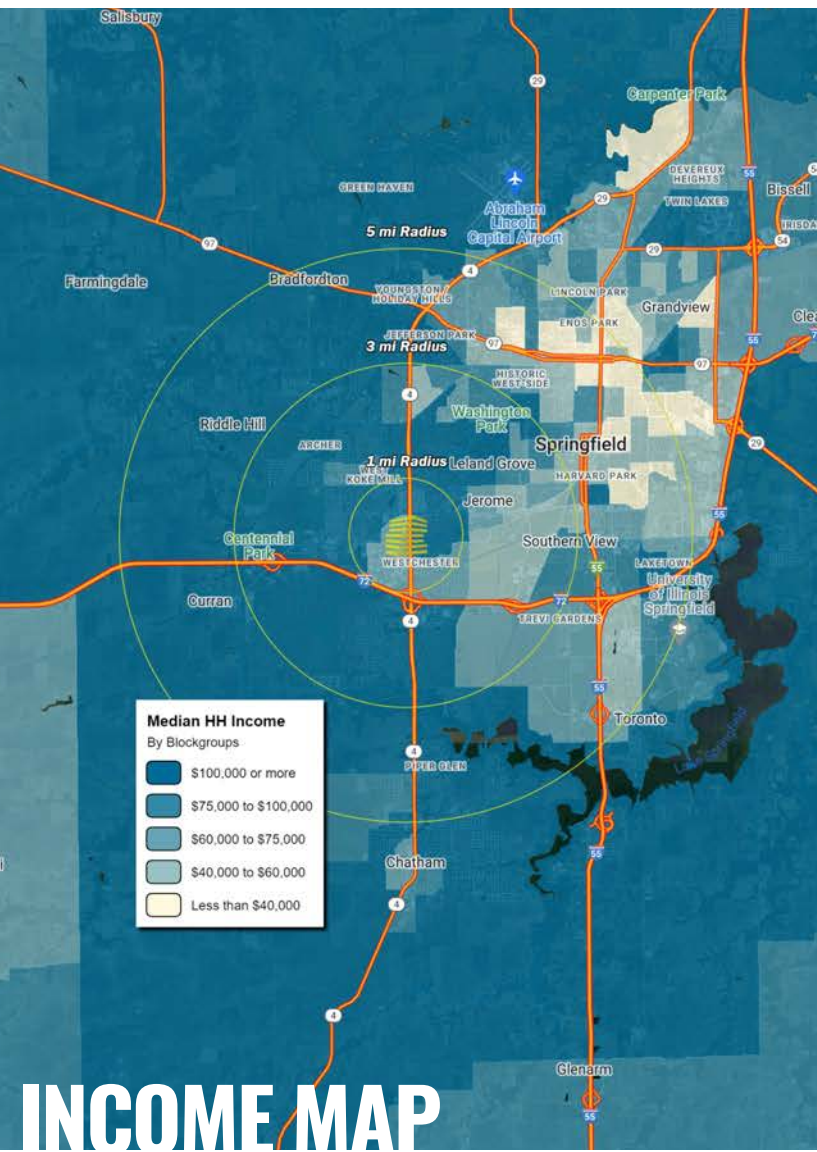 Salisbury
29
Carpenter Park
DEVEREUX
HEIGHTS
55
Bissell
GREEN HAVEN
Abraham
Lincoln
Capital Airport
29
TWIN LAKES
5 mi Radius
97
29
54
4
Farmingdale
Bradfordton
YOUNGSTON/
HOLIDAY HILLS
LINCOLN PARK
Grandview
ENOS PARK
JEFFERSON PARK
3 mi Radius
97
55
97
HISTORIC
WEST-SIDE
4
Washington
Park
Riddle Hill
ARCHER
Springfield
29
1 mi Radius
Leland Grove
WEST
KOKE MILL
HARVARD PARK
Jerome
55
Centennial
Park
Southern View
WESTCHESTER
55
LAKETOWN
72
University
of Illinois
Springfield
Curran
72
4
TREVI GARDENS
55
Toronto
Median HH Income
By Blockgroups
$100,000 or more
$75,000 to $100,000
$60,000 to $75,000
$40,000 to $60,000
Less than $40,000
4
PIPER GLEN
Lake Springfield
55
Chatham
4
4
Glenarm
55
INCOME MAP